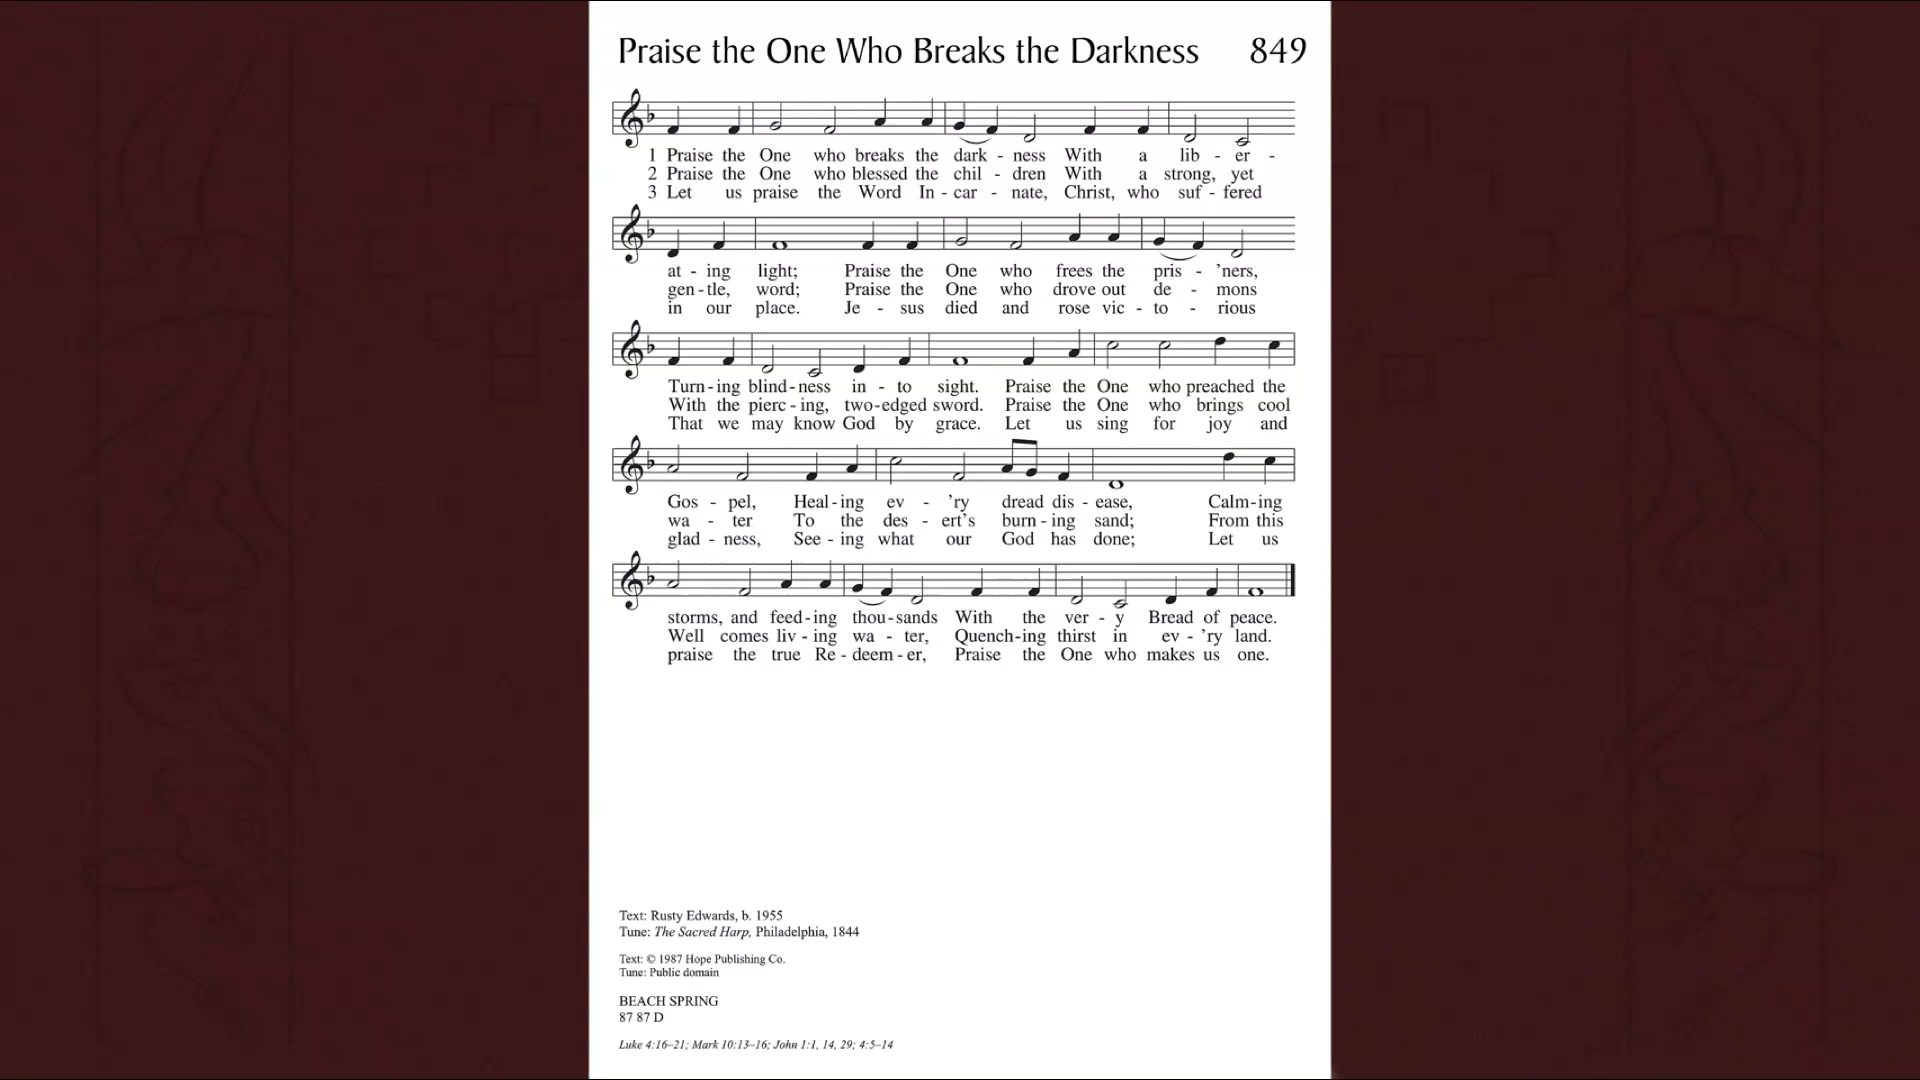 Praise the One Who Breaks the Darkness 849
1 Praise the One who breaks the dark - ness With a lib - er -
2 Praise the One who blessed the chil - dren With a strong, yet
3 Let us praise the Word In - car - nate, Christ, who suf - fered
at - ing light; Praise the One who frees the pris - 'ners,
gen - tle, word; Praise the One who drove out de - mons
in our place. Je - sus died and rose vic - to - rious
Turn - ing blind - ness in - to sight. Praise the One who preached the
With the pierc - ing, two-edged sword. Praise the One who brings cool
That we may know God by grace. Let us sing for joy and
Gos - pel, Heal - ing ev - 'ry dread dis - ease, Calm-ing
wa - ter To the des - ert's burn - ing sand; From this
glad - ness, See - ing what our God has done; Let us
storms, and feed-ing thou - sands With the ver - y Bread of peace.
Well comes liv - ing wa - ter, Quench-ing thirst in ev - 'ry land.
praise the true Re - deem - er, Praise the One who makes us one.
Text: Rusty Edwards, b. 1955
Tune: The Sacred Harp, Philadelphia, 1844
Text: © 1987 Hope Publishing Co.
Tune: Public domain
BEACH SPRING
87 87 D
Luke 4:16–21; Mark 10:13–16; John 1:1, 14, 29; 4:5–14